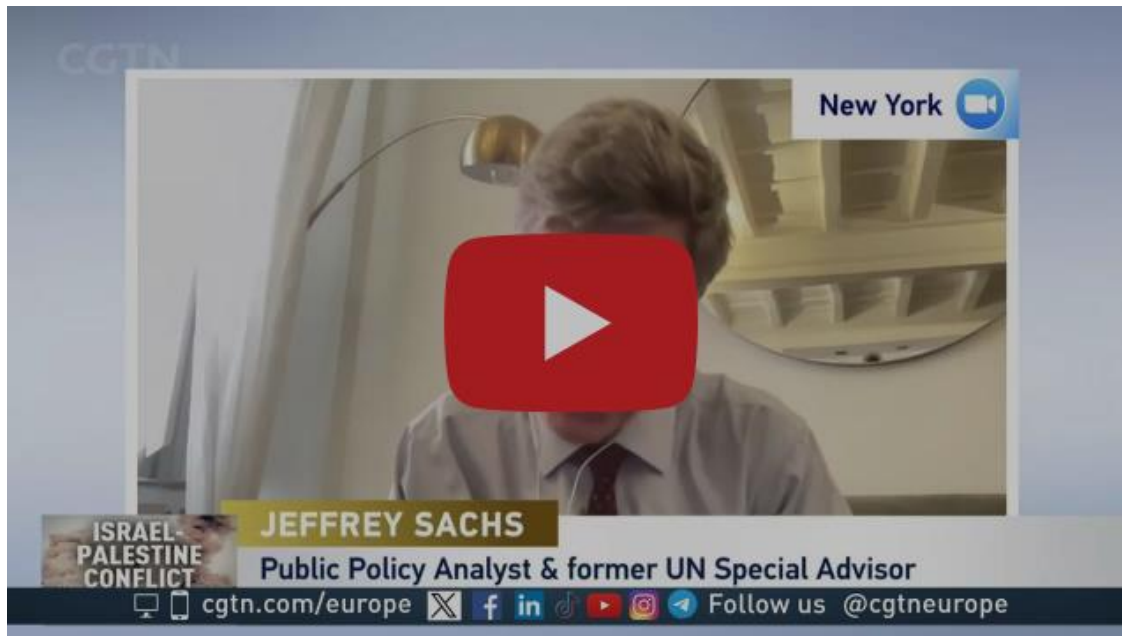 CGTN
New York
JEFFREY SACHS
ISRAEL-
PALESTINE
CONFLICT
Public Policy Analyst & former UN Special Advisor
cgtn.com/europe
Follow us @cgtneurope